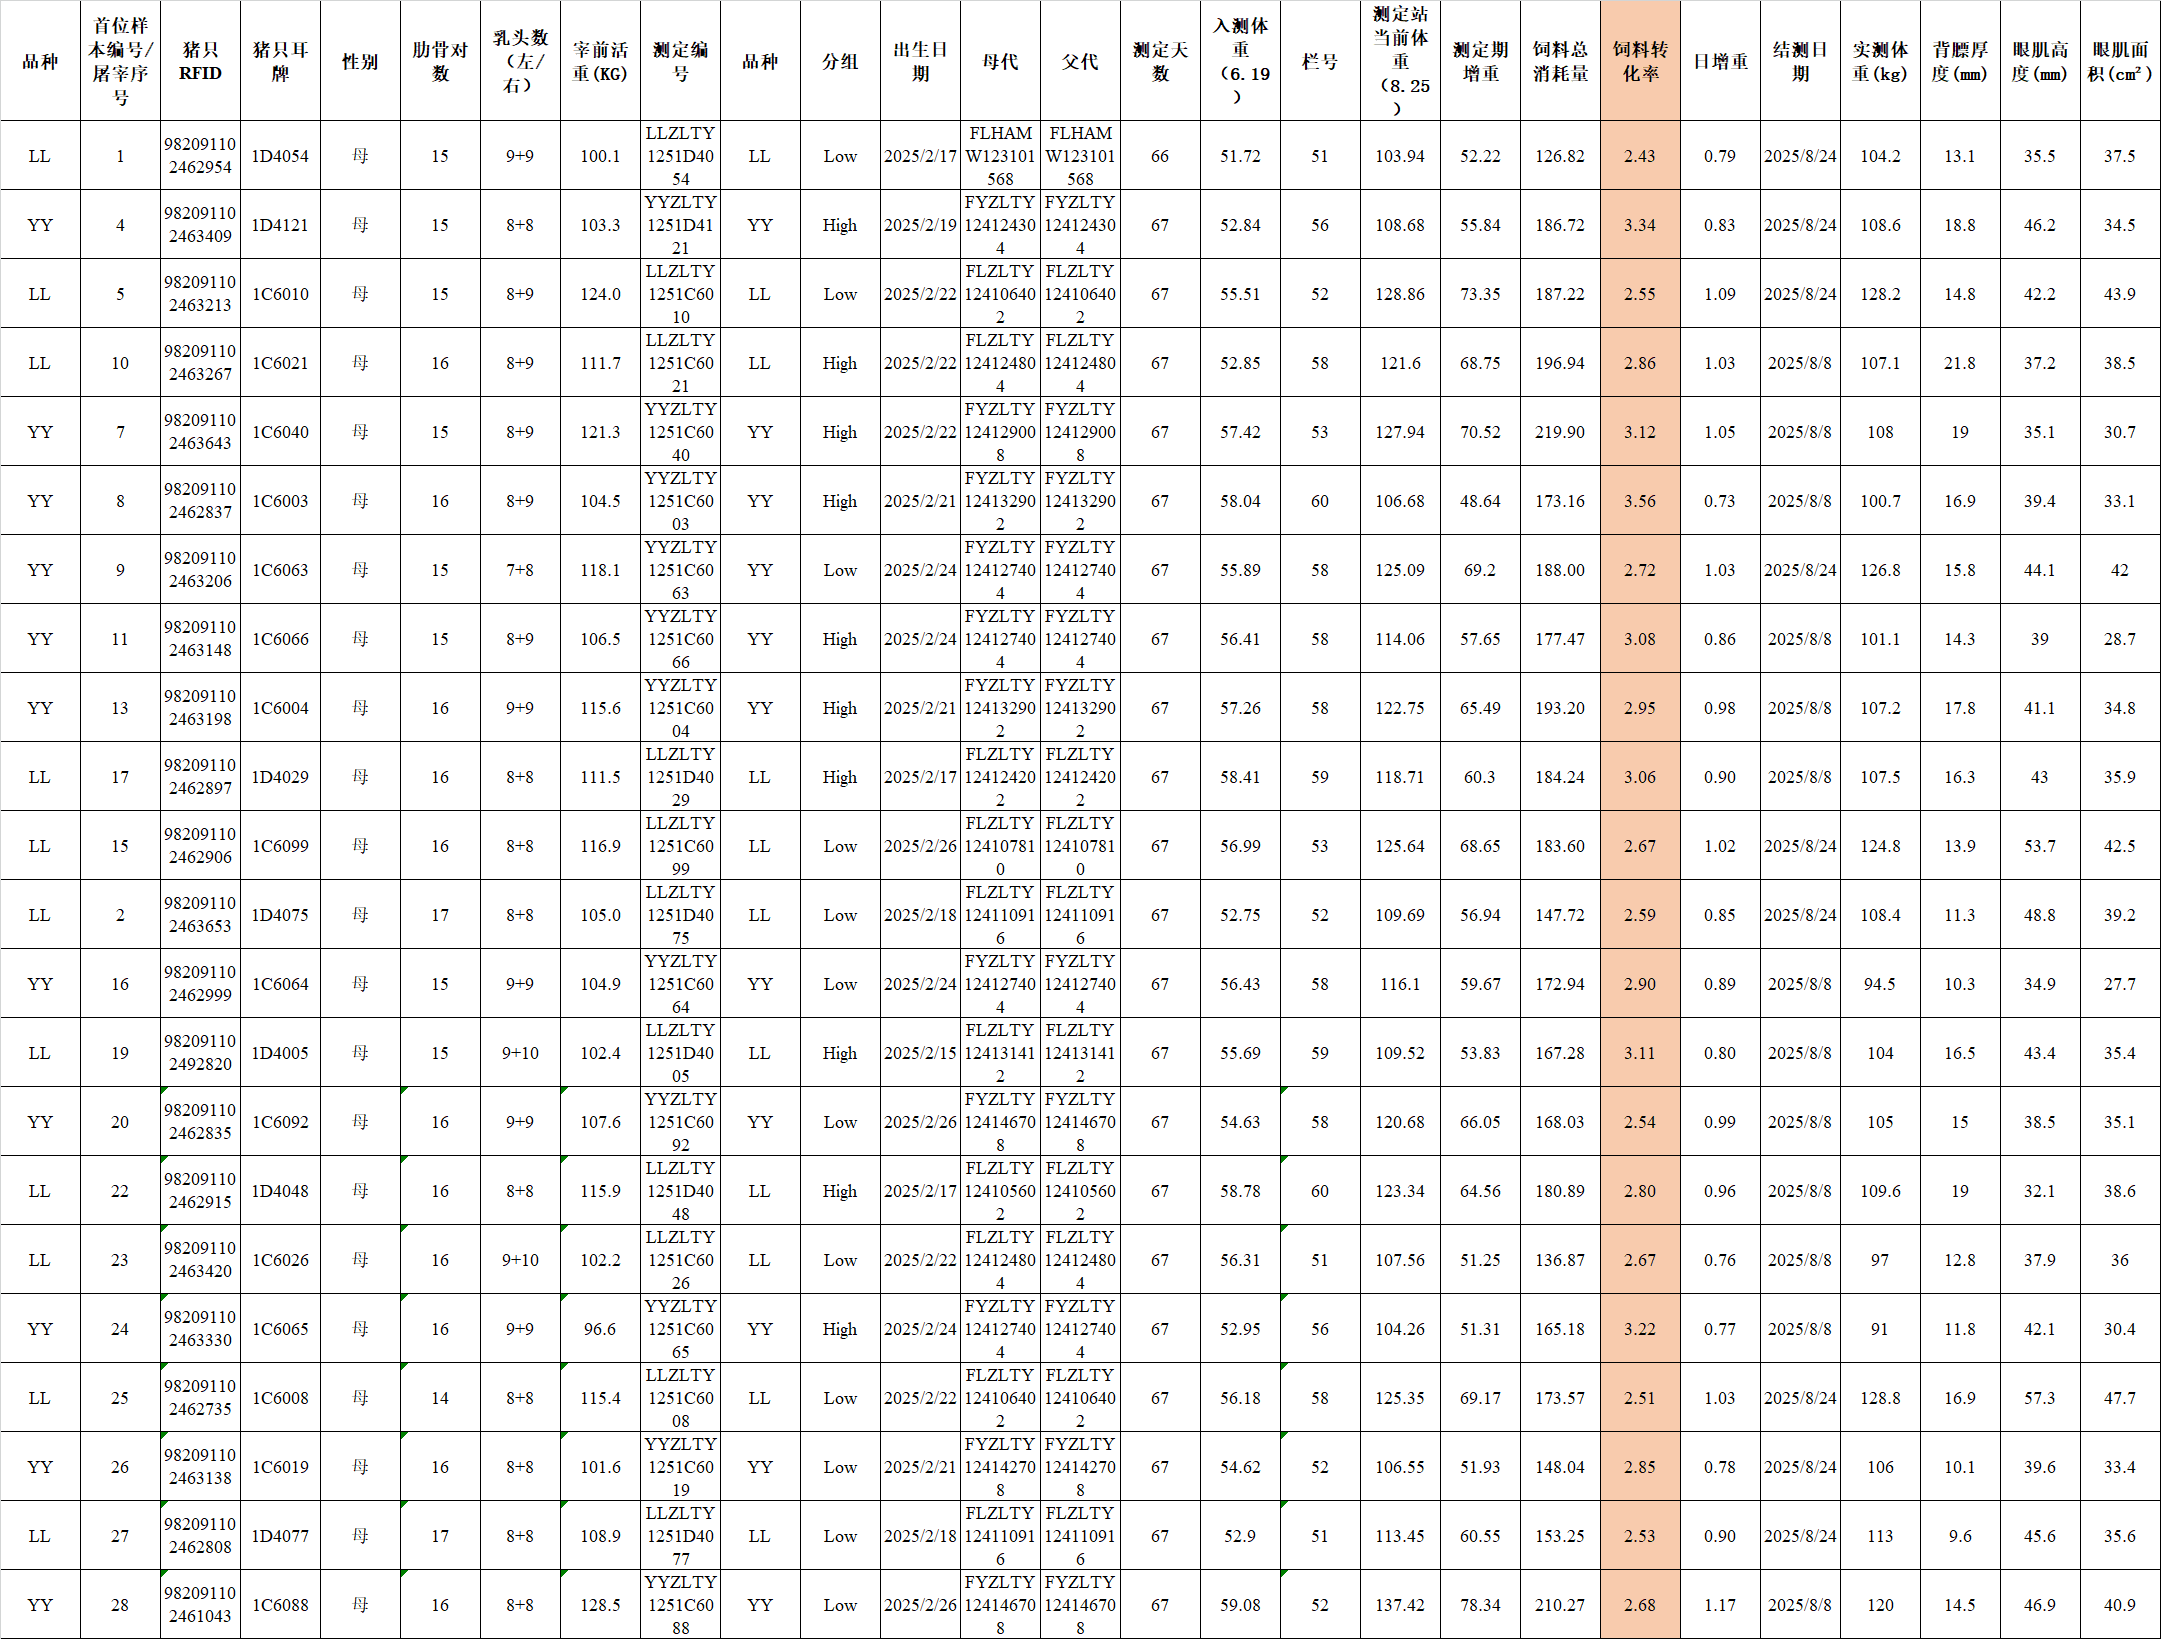 品种 首位样本编号/屠宰序号 猪只RFID 猪只耳牌 性别 肋骨对数 乳头数（左/右） 宰前活重(KG) 测定编号 品种 分组 出生日期 母代 父代 测定天数 入测体重（6.19） 栏号 测定站当前体重（8.25） 测定期增重 饲料总消耗量 饲料转化率 日增重 结测日期 实测体重(kg) 背膘厚度(mm) 眼肌高度(mm) 眼肌面积(cm²)
LL 1 982091102462954 1D4054 母 15 9+9 100.1 LLZLTY1251D4054 LL Low 2025/2/17 FLHAMW123101568 FLHAMW123101568 66 51.72 51 103.94 52.22 126.82 2.43 0.79 2025/8/24 104.2 13.1 35.5 37.5
YY 4 982091102463409 1D4121 母 15 8+8 103.3 YYZLTY1251D4121 YY High 2025/2/19 FYZLTY124124304 FYZLTY124124304 67 52.84 56 108.68 55.84 186.72 3.34 0.83 2025/8/24 108.6 18.8 46.2 34.5
LL 5 982091102463213 1C6010 母 15 8+9 124.0 LLZLTY1251C6010 LL Low 2025/2/22 FLZLTY124106402 FLZLTY124106402 67 55.51 52 128.86 73.35 187.22 2.55 1.09 2025/8/24 128.2 14.8 42.2 43.9
LL 10 982091102463267 1C6021 母 16 8+9 111.7 LLZLTY1251C6021 LL High 2025/2/22 FLZLTY124124804 FLZLTY124124804 67 52.85 58 121.6 68.75 196.94 2.86 1.03 2025/8/8 107.1 21.8 37.2 38.5
YY 7 982091102463643 1C6040 母 15 8+9 121.3 YYZLTY1251C6040 YY High 2025/2/22 FYZLTY124129008 FYZLTY124129008 67 57.42 53 127.94 70.52 219.90 3.12 1.05 2025/8/8 108 19 35.1 30.7
YY 8 982091102462837 1C6003 母 16 8+9 104.5 YYZLTY1251C6003 YY High 2025/2/21 FYZLTY124132902 FYZLTY124132902 67 58.04 60 106.68 48.64 173.16 3.56 0.73 2025/8/8 100.7 16.9 39.4 33.1
YY 9 982091102463206 1C6063 母 15 7+8 118.1 YYZLTY1251C6063 YY Low 2025/2/24 FYZLTY124127404 FYZLTY124127404 67 55.89 58 125.09 69.2 188.00 2.72 1.03 2025/8/24 126.8 15.8 44.1 42
YY 11 982091102463148 1C6066 母 15 8+9 106.5 YYZLTY1251C6066 YY High 2025/2/24 FYZLTY124127404 FYZLTY124127404 67 56.41 58 114.06 57.65 177.47 3.08 0.86 2025/8/8 101.1 14.3 39 28.7
YY 13 982091102463198 1C6004 母 16 9+9 115.6 YYZLTY1251C6004 YY High 2025/2/21 FYZLTY124132902 FYZLTY124132902 67 57.26 58 122.75 65.49 193.20 2.95 0.98 2025/8/8 107.2 17.8 41.1 34.8
LL 17 982091102462897 1D4029 母 16 8+8 111.5 LLZLTY1251D4029 LL High 2025/2/17 FLZLTY124124202 FLZLTY124124202 67 58.41 59 118.71 60.3 184.24 3.06 0.90 2025/8/8 107.5 16.3 43 35.9
LL 15 982091102462906 1C6099 母 16 8+8 116.9 LLZLTY1251C6099 LL Low 2025/2/26 FLZLTY124107810 FLZLTY124107810 67 56.99 53 125.64 68.65 183.60 2.67 1.02 2025/8/24 124.8 13.9 53.7 42.5
LL 2 982091102463653 1D4075 母 17 8+8 105.0 LLZLTY1251D4075 LL Low 2025/2/18 FLZLTY124110916 FLZLTY124110916 67 52.75 52 109.69 56.94 147.72 2.59 0.85 2025/8/24 108.4 11.3 48.8 39.2
YY 16 982091102462999 1C6064 母 15 9+9 104.9 YYZLTY1251C6064 YY Low 2025/2/24 FYZLTY124127404 FYZLTY124127404 67 56.43 58 116.1 59.67 172.94 2.90 0.89 2025/8/8 94.5 10.3 34.9 27.7
LL 19 982091102492820 1D4005 母 15 9+10 102.4 LLZLTY1251D4005 LL High 2025/2/15 FLZLTY124131412 FLZLTY124131412 67 55.69 59 109.52 53.83 167.28 3.11 0.80 2025/8/8 104 16.5 43.4 35.4
YY 20 982091102462835 1C6092 母 16 9+9 107.6 YYZLTY1251C6092 YY Low 2025/2/26 FYZLTY124146708 FYZLTY124146708 67 54.63 58 120.68 66.05 168.03 2.54 0.99 2025/8/8 105 15 38.5 35.1
LL 22 982091102462915 1D4048 母 16 8+8 115.9 LLZLTY1251D4048 LL High 2025/2/17 FLZLTY124105602 FLZLTY124105602 67 58.78 60 123.34 64.56 180.89 2.80 0.96 2025/8/8 109.6 19 32.1 38.6
LL 23 982091102463420 1C6026 母 16 9+10 102.2 LLZLTY1251C6026 LL Low 2025/2/22 FLZLTY124124804 FLZLTY124124804 67 56.31 51 107.56 51.25 136.87 2.67 0.76 2025/8/8 97 12.8 37.9 36
YY 24 982091102463330 1C6065 母 16 9+9 96.6 YYZLTY1251C6065 YY High 2025/2/24 FYZLTY124127404 FYZLTY124127404 67 52.95 56 104.26 51.31 165.18 3.22 0.77 2025/8/8 91 11.8 42.1 30.4
LL 25 982091102462735 1C6008 母 14 8+8 115.4 LLZLTY1251C6008 LL Low 2025/2/22 FLZLTY124106402 FLZLTY124106402 67 56.18 58 125.35 69.17 173.57 2.51 1.03 2025/8/24 128.8 16.9 57.3 47.7
YY 26 982091102463138 1C6019 母 16 8+8 101.6 YYZLTY1251C6019 YY Low 2025/2/21 FYZLTY124142708 FYZLTY124142708 67 54.62 52 106.55 51.93 148.04 2.85 0.78 2025/8/24 106 10.1 39.6 33.4
LL 27 982091102462808 1D4077 母 17 8+8 108.9 LLZLTY1251D4077 LL Low 2025/2/18 FLZLTY124110916 FLZLTY124110916 67 52.9 51 113.45 60.55 153.25 2.53 0.90 2025/8/24 113 9.6 45.6 35.6
YY 28 982091102461043 1C6088 母 16 8+8 128.5 YYZLTY1251C6088 YY Low 2025/2/26 FYZLTY124146708 FYZLTY124146708 67 59.08 52 137.42 78.34 210.27 2.68 1.17 2025/8/8 120 14.5 46.9 40.9